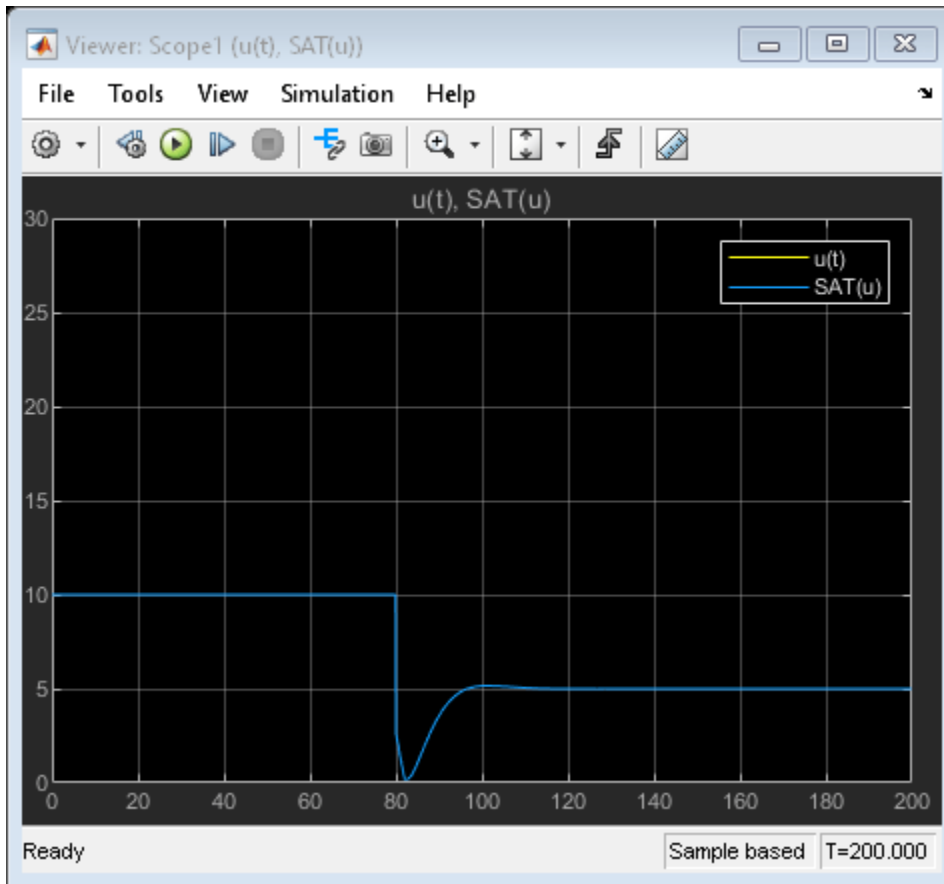 Viewer: Scope1 (u(t), SAT(u))
File Tools View Simulation Help
u(t), SAT(u)
30
u(t)
SAT(u)
25
20
15
10
5
0
0 20 40 60 80 100 120 140 160 180 200
Ready Sample based T=200.000